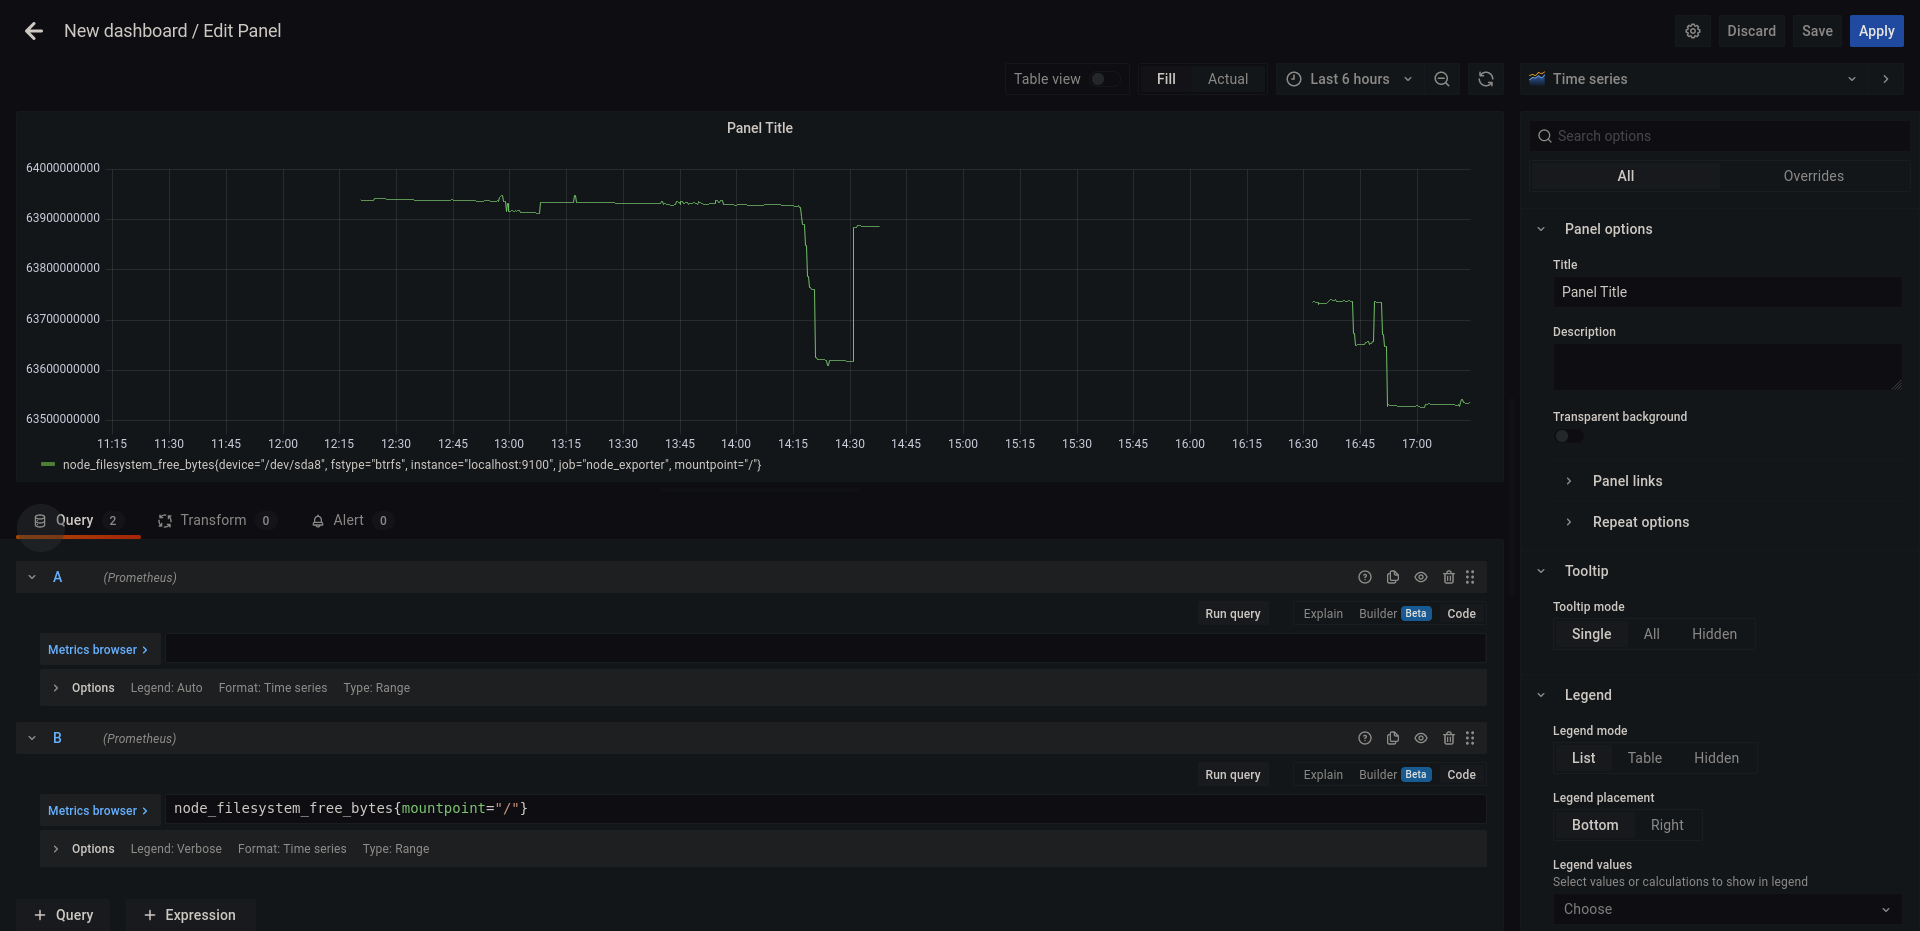 New dashboard / Edit Panel
Discard
Save
Apply
Table view
Fill
Actual
Last 6 hours
Time series
Panel Title
64000000000
63900000000
63800000000
63700000000
63600000000
63500000000
11:15 11:30 11:45 12:00 12:15 12:30 12:45 13:00 13:15 13:30 13:45 14:00 14:15 14:30 14:45 15:00 15:15 15:30 15:45 16:00 16:15 16:30 16:45 17:00
node_filesystem_free_bytes{device="/dev/sda8", fstype="btrfs", instance="localhost:9100", job="node_exporter", mountpoint="/"}
Query 2
Transform 0
Alert 0
A (Prometheus)
Run query
Explain
Builder Beta
Code
Metrics browser >
> Options Legend: Auto Format: Time series Type: Range
B (Prometheus)
Run query
Explain
Builder Beta
Code
Metrics browser >
node_filesystem_free_bytes{mountpoint="/"}
> Options Legend: Verbose Format: Time series Type: Range
+ Query
+ Expression
Search options
All
Overrides
Panel options
Title
Panel Title
Description
Transparent background
Panel links
Repeat options
Tooltip
Tooltip mode
Single All Hidden
Legend
Legend mode
List Table Hidden
Legend placement
Bottom Right
Legend values
Select values or calculations to show in legend
Choose